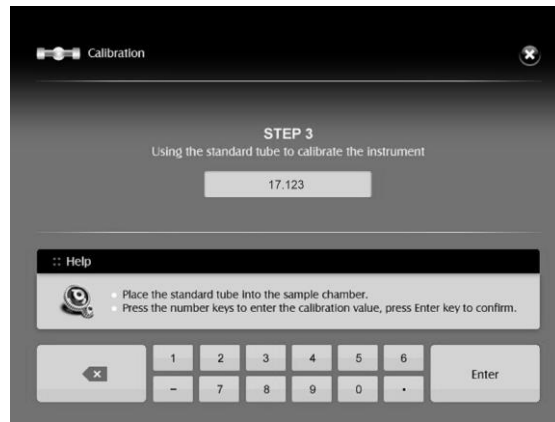 Calibration
STEP 3
Using the standard tube to calibrate the instrument
17.123
:: Help
Place the standard tube into the sample chamber.
Press the number keys to enter the calibration value, press Enter key to confirm.
1 2 3 4 5 6
Enter
− 7 8 9 0 .